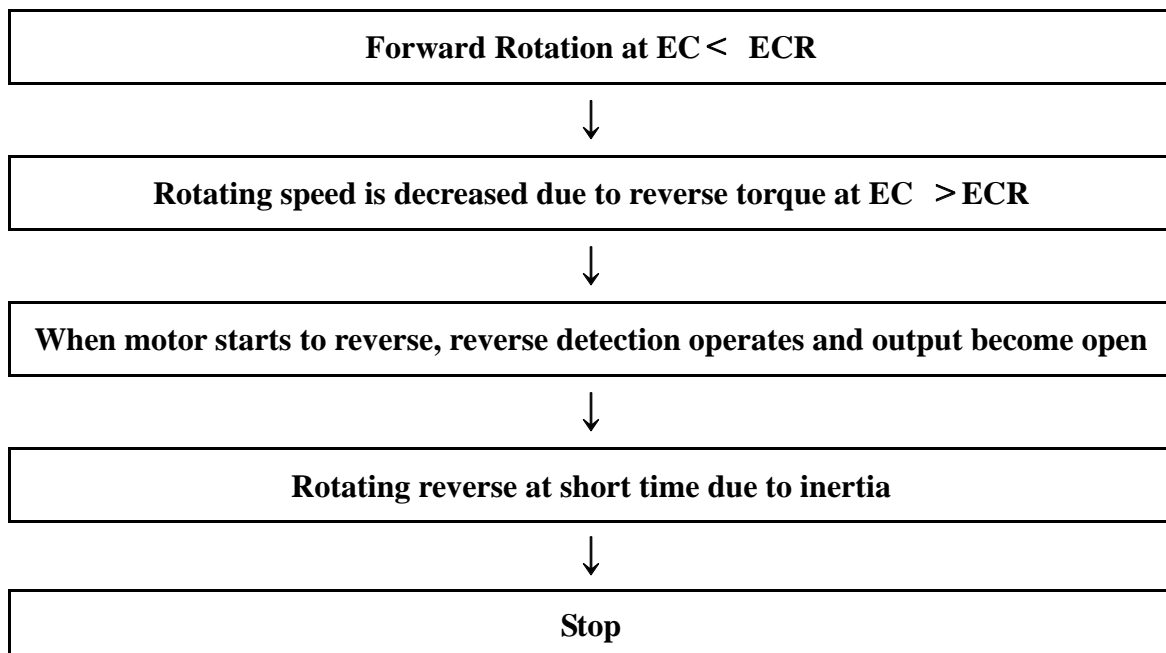 Forward Rotation at EC＜ ECR
↓
Rotating speed is decreased due to reverse torque at EC ＞ECR
↓
When motor starts to reverse, reverse detection operates and output become open
↓
Rotating reverse at short time due to inertia
↓
Stop